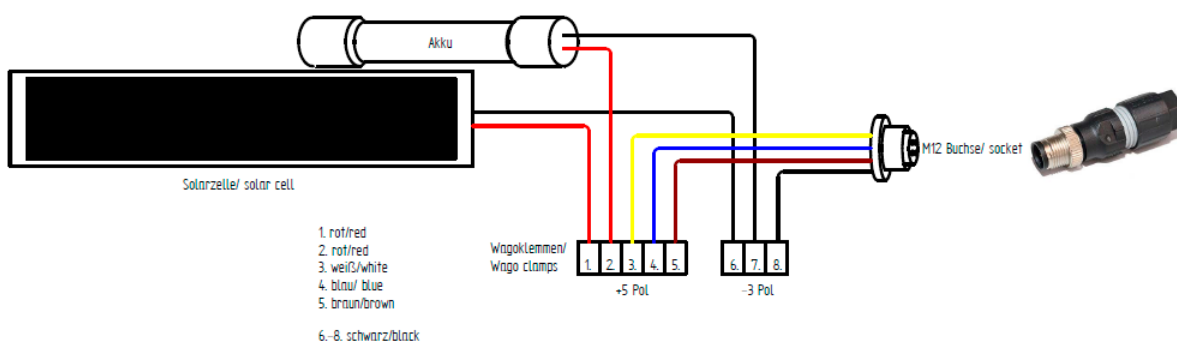 Akku
M12 Buchse/ socket
Solarzelle/ solar cell
1. rot/red
2. rot/red
3. weiß/white
4. blau/ blue
5. braun/brown
6.-8. schwarz/black
Wagoklemmen/
Wago clamps
1. 2. 3. 4. 5.
+5 Pol
6. 7. 8.
-3 Pol